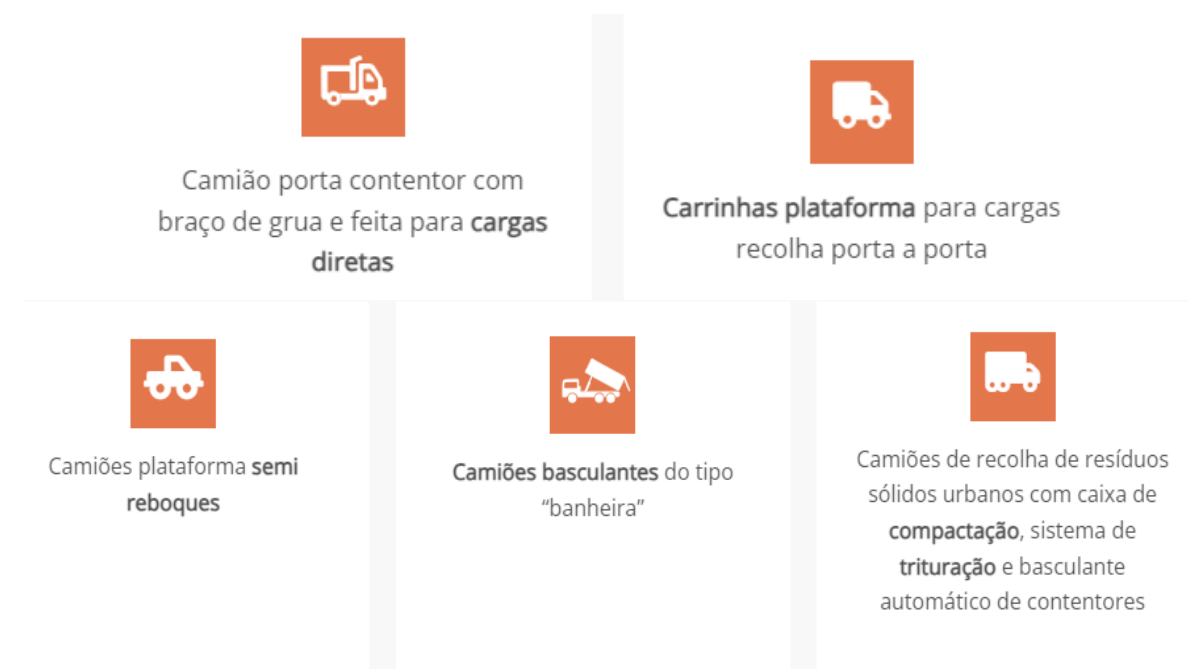 Camião porta contentor com
braço de grua e feita para cargas
diretas
Carrinhas plataforma para cargas
recolha porta a porta
Camiões plataforma semi
reboques
Camiões basculantes do tipo
“banheira”
Camiões de recolha de resíduos
sólidos urbanos com caixa de
compactação, sistema de
trituração e basculante
automático de contentores